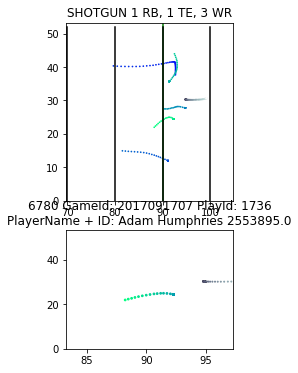 SHOTGUN 1 RB, 1 TE, 3 WR
50
40
30
20
10
0
70 80 90 100
6780 GameId: 2017091707 PlayId: 1736
PlayerName + ID: Adam Humphries 2553895.0
40
20
0
85 90 95